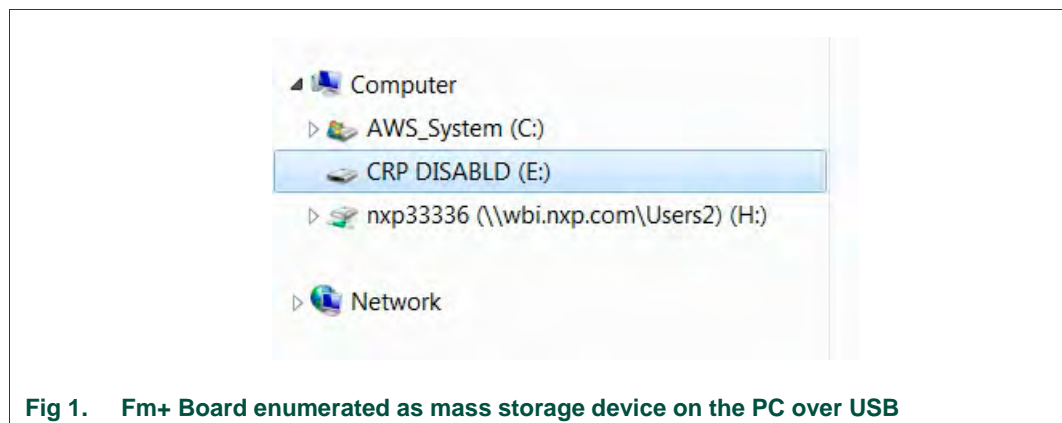 Computer
AWS_System (C:)
CRP DISABLD (E:)
nxp33336 (\\wbi.nxp.com\Users2) (H:)
Network
Fig 1. Fm+ Board enumerated as mass storage device on the PC over USB